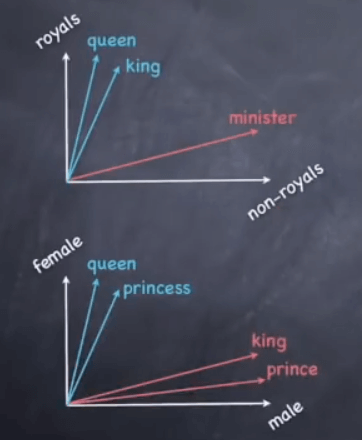 royals
queen
king
minister
non-royals
female
queen
princess
king
prince
male